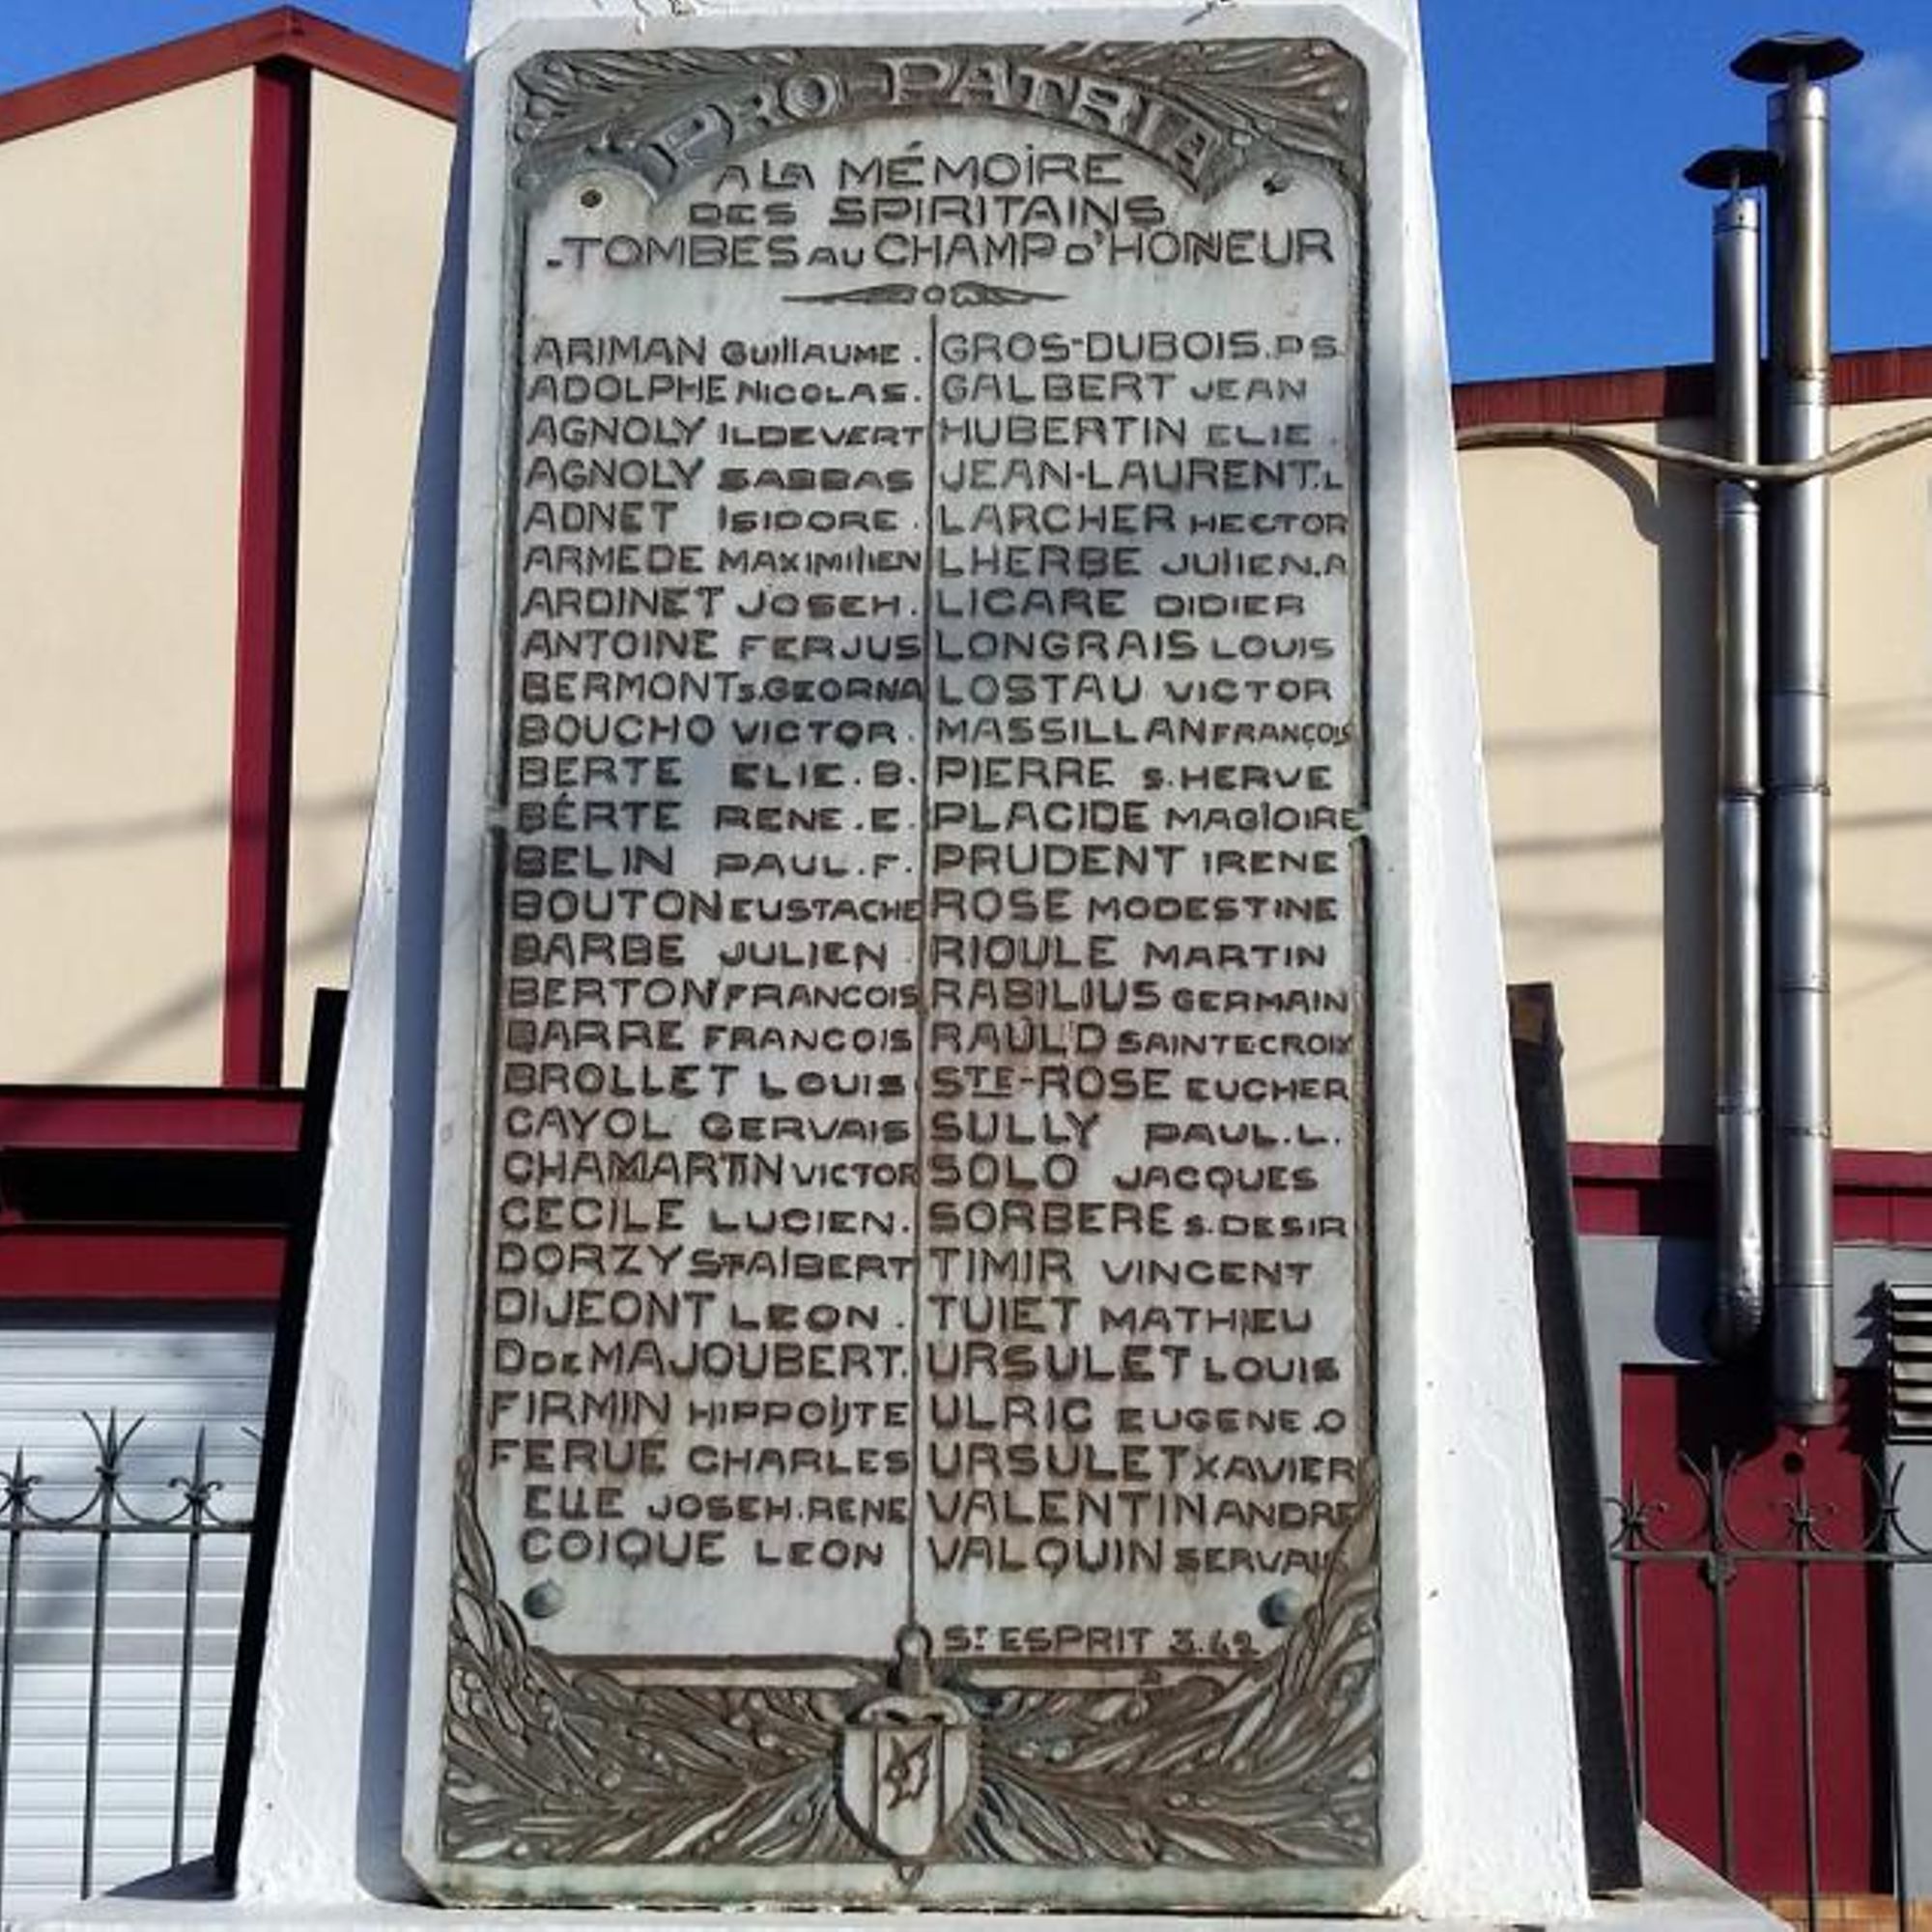 PRO-PATRIA
A LA MÉMOIRE
DES SPIRITAINS
-TOMBES AU CHAMP D'HONNEUR
ARIMAN GUILLAUME.
ADOLPHE NICOLAS.
AGNOLY ILDEVERT
AGNOLY SABBAS
ADNET ISIDORE.
ARMEDE MAXIMILIEN
ARDINET JOSEH.
ANTOINE FERJUS
BERMONT S.GEORNA
BOUCHO VICTOR.
BERTE ELIE.B.
BÉRTE RENE.E.
BELIN PAUL.F.
BOUTON EUSTACHE
BARBE JULIEN.
BERTON FRANCOIS
BARRE FRANCOIS
BROLLET LOUIS
CAYOL GERVAIS
CHAMARTIN VICTOR
CECILE LUCIEN.
DORZY ST ALBERT
DIJEONT LEON.
D DE MAJOUBERT.
FIRMIN HIPPOLYTE
FERUE CHARLES
ELIE JOSEH.RENE
COIQUE LEON
GROS-DUBOIS.P.S.
GALBERT JEAN
HUBERTIN ELIE.
JEAN-LAURENT.L
LARCHER HECTOR
LHERBE JULIEN.A
LICARE DIDIER
LONGRAIS LOUIS
LOSTAU VICTOR
MASSILLAN FRANÇOIS
PIERRE S.HERVE
PLACIDE MAGLOIRE
PRUDENT IRENE
ROSE MODESTINE
RIOULE MARTIN
RABILIUS GERMAIN
RAULD SAINTECROIX
STE-ROSE EUCHER
SULLY PAUL.L.
SOLO JACQUES
SORBERE S.DESIR
TIMIR VINCENT
TUIET MATHIEU
URSULET LOUIS
ULRIC EUGENE.O
URSULET XAVIER
VALENTIN ANDRE
VALQUIN SERVAIS
ST ESPRIT 3.42